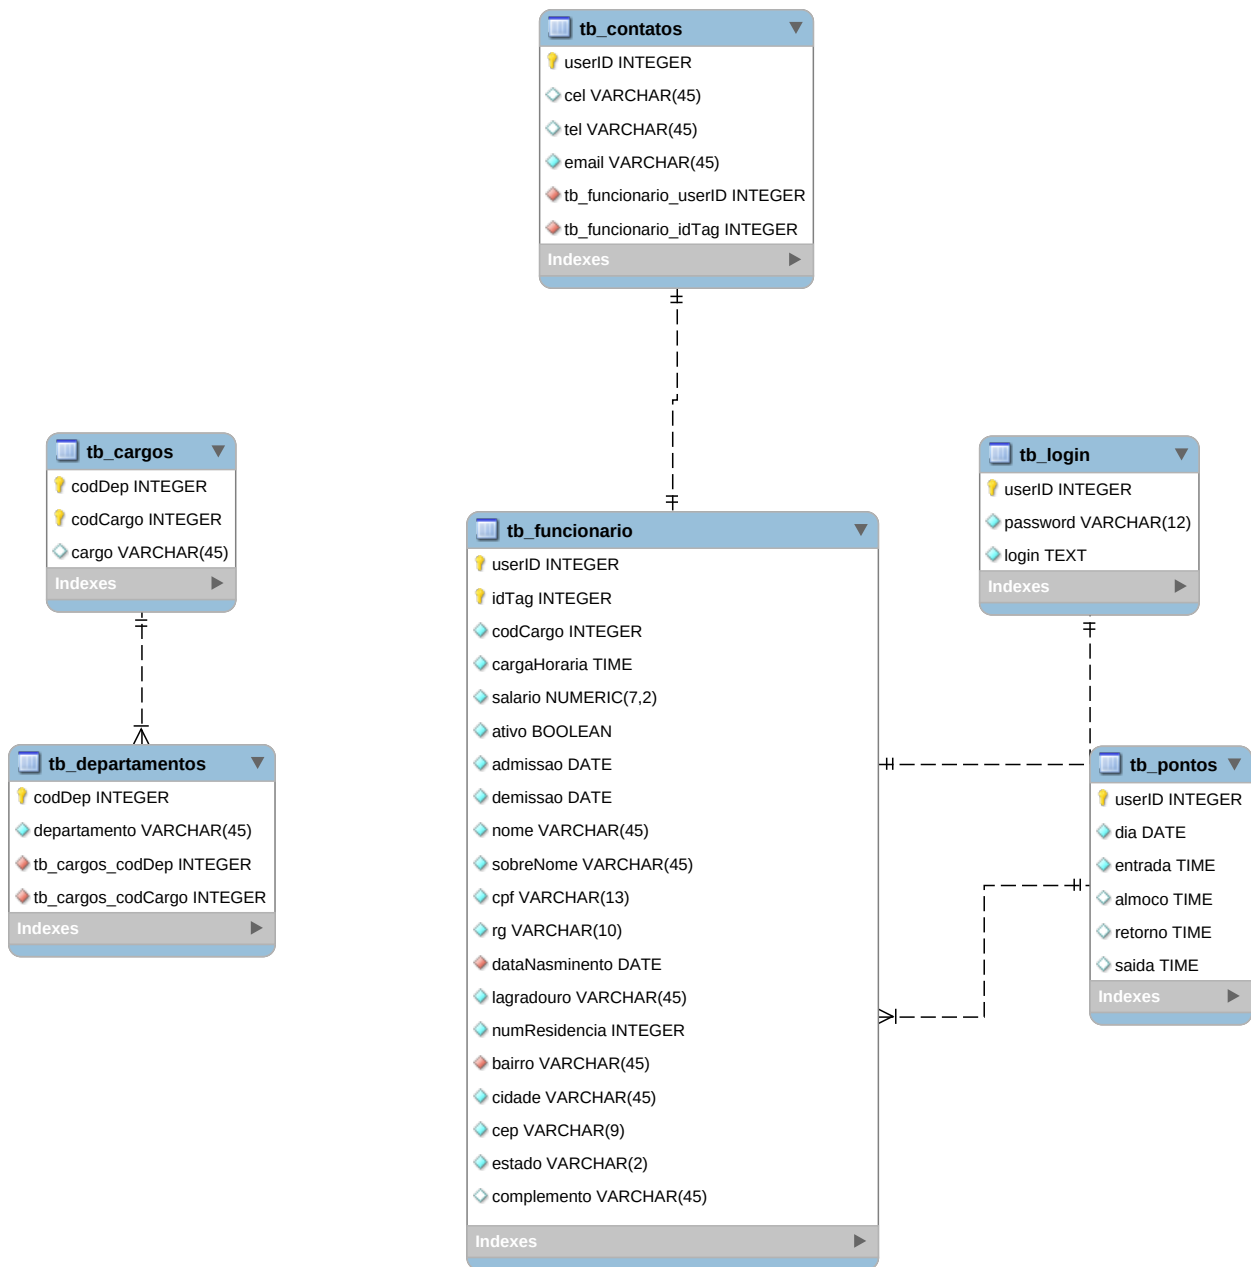 tb_contatos
userID INTEGER
cel VARCHAR(45)
tel VARCHAR(45)
email VARCHAR(45)
tb_funcionario_userID INTEGER
tb_funcionario_idTag INTEGER
Indexes
tb_cargos
codDep INTEGER
codCargo INTEGER
cargo VARCHAR(45)
Indexes
tb_departamentos
codDep INTEGER
departamento VARCHAR(45)
tb_cargos_codDep INTEGER
tb_cargos_codCargo INTEGER
Indexes
tb_funcionario
userID INTEGER
idTag INTEGER
codCargo INTEGER
cargaHoraria TIME
salario NUMERIC(7,2)
ativo BOOLEAN
admissao DATE
demissao DATE
nome VARCHAR(45)
sobreNome VARCHAR(45)
cpf VARCHAR(13)
rg VARCHAR(10)
dataNasminento DATE
lagradouro VARCHAR(45)
numResidencia INTEGER
bairro VARCHAR(45)
cidade VARCHAR(45)
cep VARCHAR(9)
estado VARCHAR(2)
complemento VARCHAR(45)
Indexes
tb_login
userID INTEGER
password VARCHAR(12)
login TEXT
Indexes
tb_pontos
userID INTEGER
dia DATE
entrada TIME
almoco TIME
retorno TIME
saida TIME
Indexes